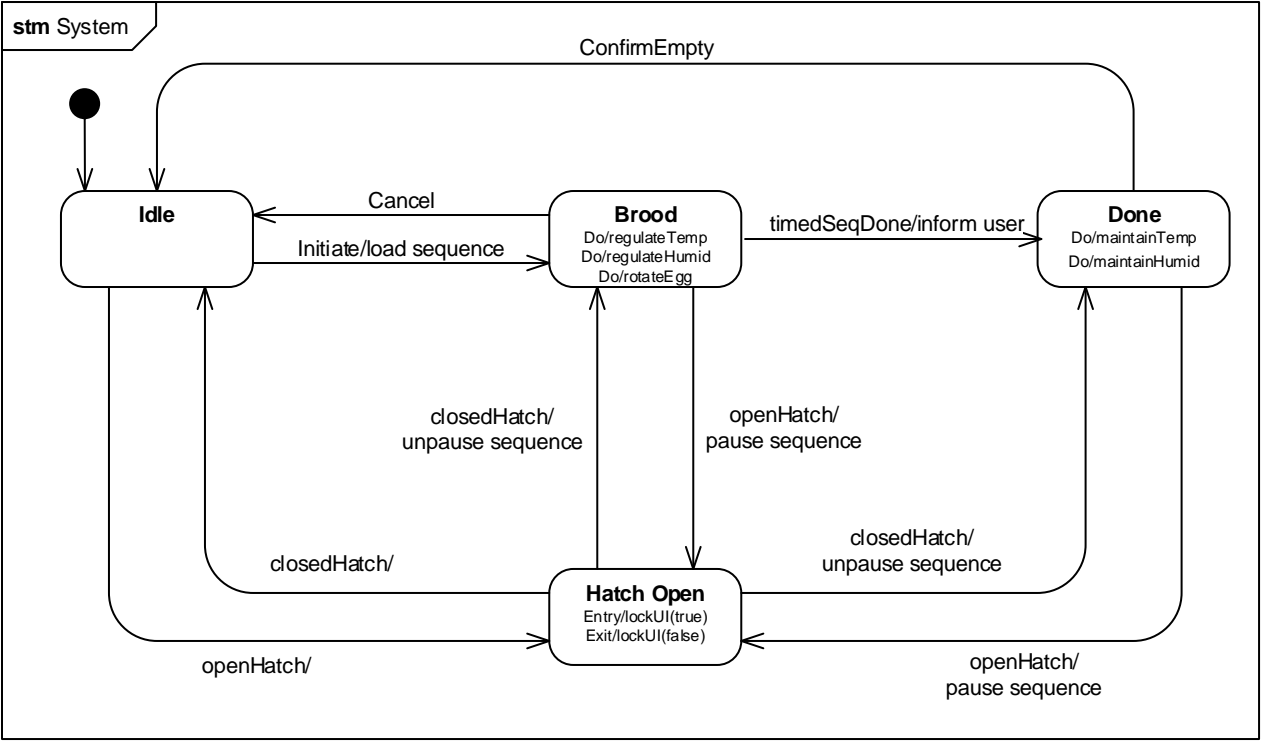 stm System
ConfirmEmpty
Idle
Cancel
Initiate/load sequence
Brood
Do/regulateTemp
Do/regulateHumid
Do/rotateEgg
timedSeqDone/inform user
Done
Do/maintainTemp
Do/maintainHumid
closedHatch/
unpause sequence
openHatch/
pause sequence
closedHatch/
closedHatch/
unpause sequence
Hatch Open
Entry/lockUI(true)
Exit/lockUI(false)
openHatch/
openHatch/
pause sequence